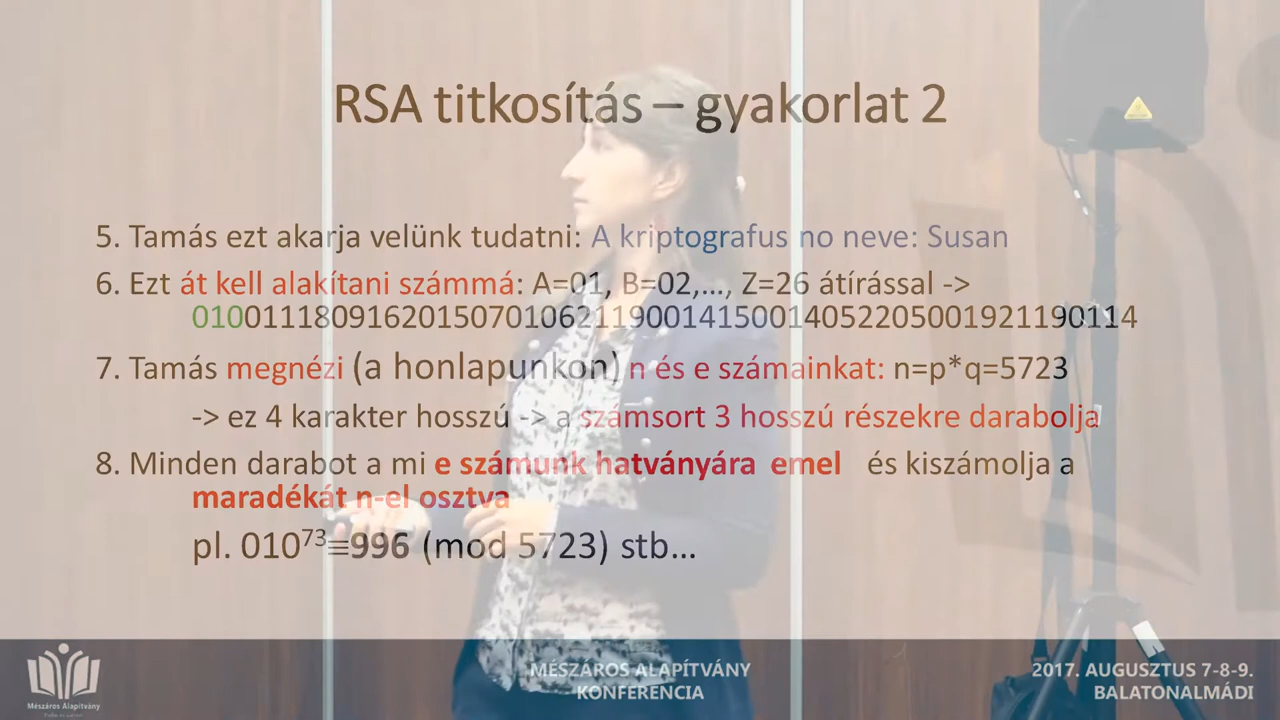 RSA titkosítás – gyakorlat 2
5. Tamás ezt akarja velünk tudatni: A kriptografus no neve: Susan
6. Ezt át kell alakítani számmá: A=01, B=02,…, Z=26 átírással ->
01001118091620150701062119001415001405220500192119​0114
7. Tamás megnézi (a honlapunkon) n és e számainkat: n=p*q=5723
-> ez 4 karakter hosszú -> a számsort 3 hosszú részekre darabolja
8. Minden darabot a mi e számunk hatványára emel és kiszámolja a
maradékát n-el osztva
pl. 010⁷³≡996 (mod 5723) stb…
Mészáros Alapítvány
MÉSZÁROS ALAPÍTVÁNY
KONFERENCIA
2017. AUGUSZTUS 7-8-9.
BALATONALMÁDI